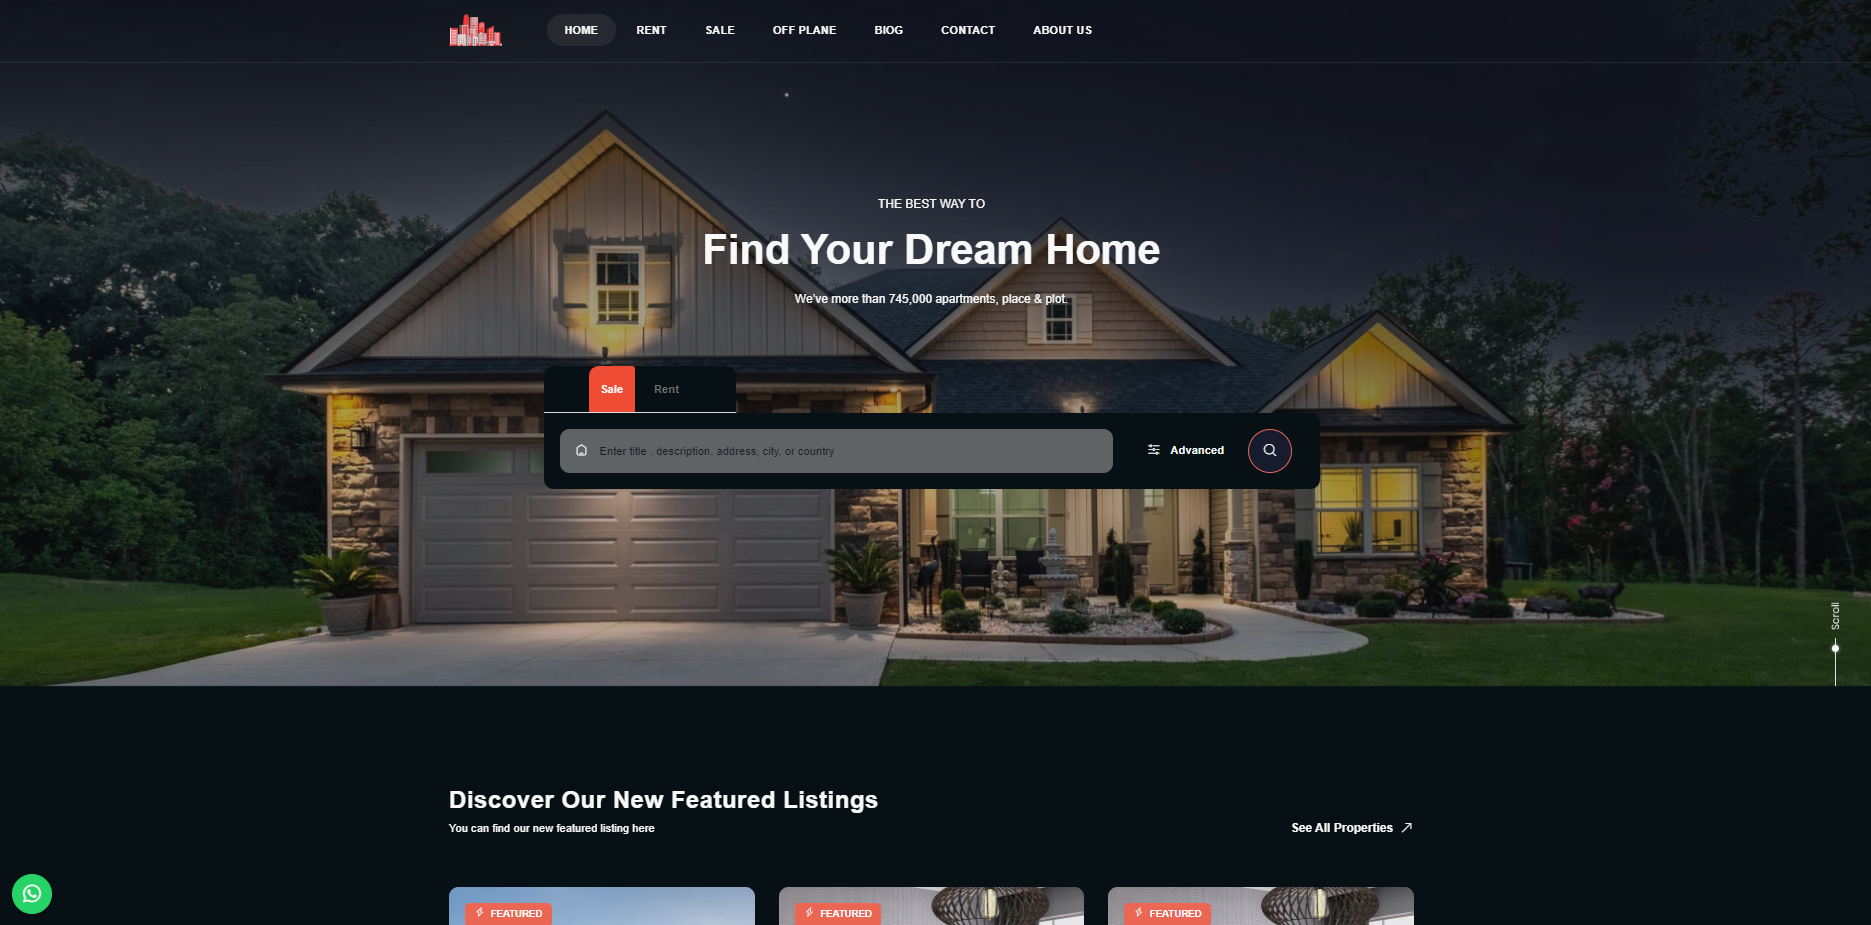 HOME RENT SALE OFF PLANE BIOG CONTACT ABOUT US
THE BEST WAY TO
Find Your Dream Home
We've more than 745,000 apartments, place & plot.
Sale Rent
Enter title , description, address, city, or country
Advanced
Scroll
Discover Our New Featured Listings
You can find our new featured listing here
See All Properties
FEATURED
FEATURED
FEATURED